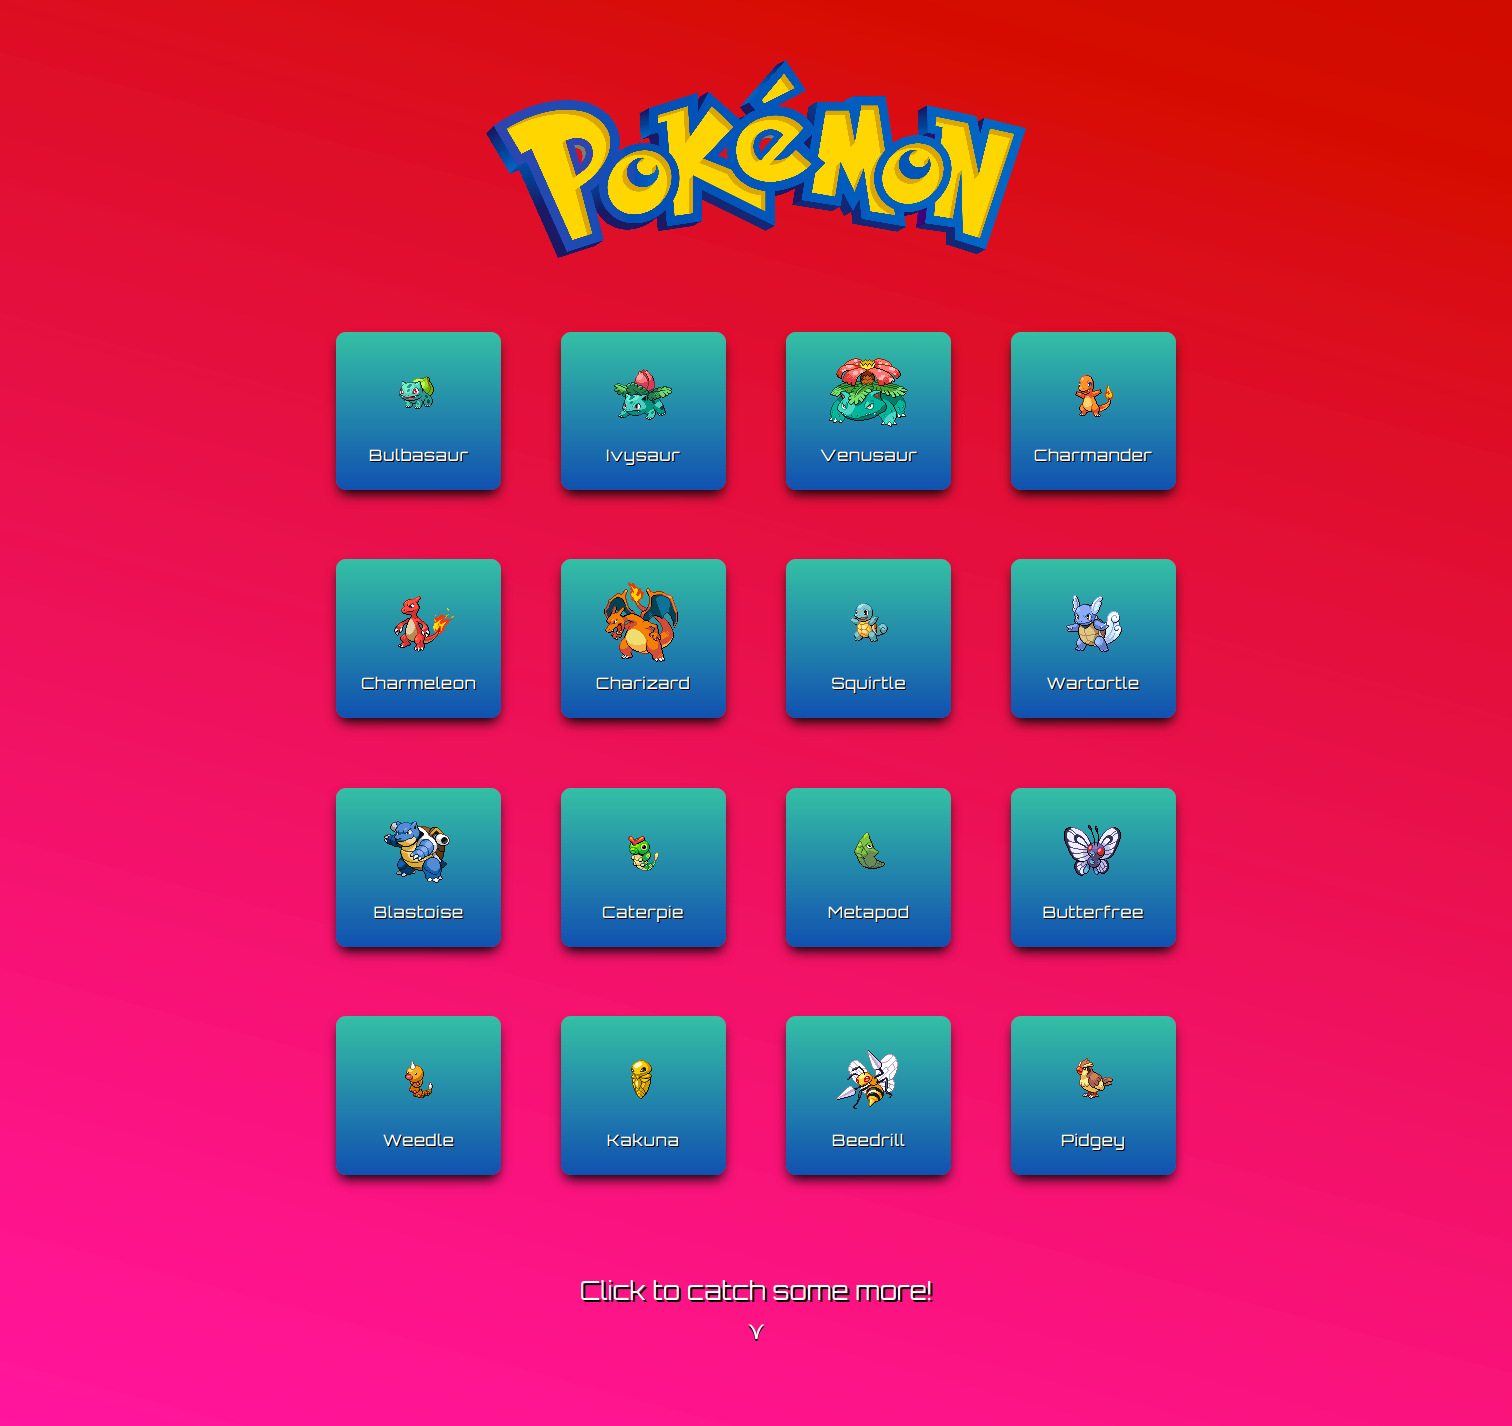 Pokémon
Bulbasaur
Ivysaur
Venusaur
Charmander
Charmeleon
Charizard
Squirtle
Wartortle
Blastoise
Caterpie
Metapod
Butterfree
Weedle
Kakuna
Beedrill
Pidgey
Click to catch some more!